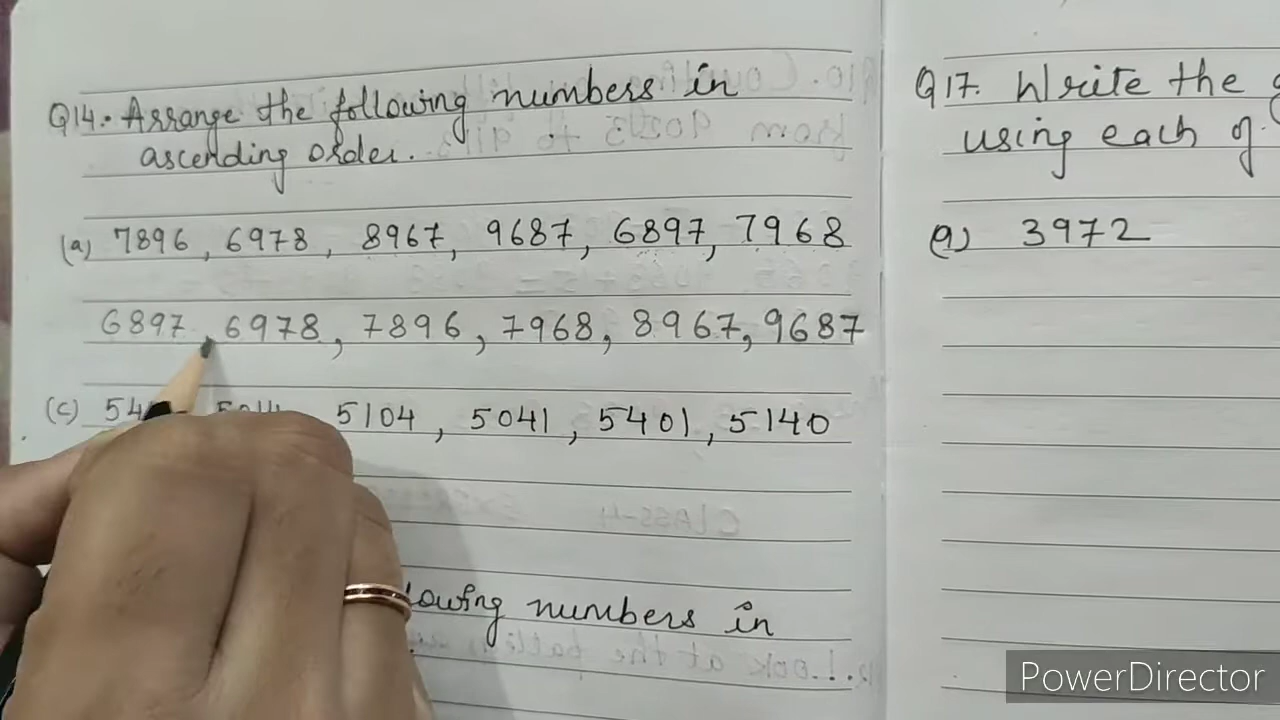 Q14. Arrange the following numbers in
ascending order.
(a) 7896, 6978, 8967, 9687, 6897, 7968
6897, 6978, 7896, 7968, 8967, 9687
(c) 5104, 5041, 5401, 5140
numbers in
Q17. Write the
using each of
(a) 3972
PowerDirector